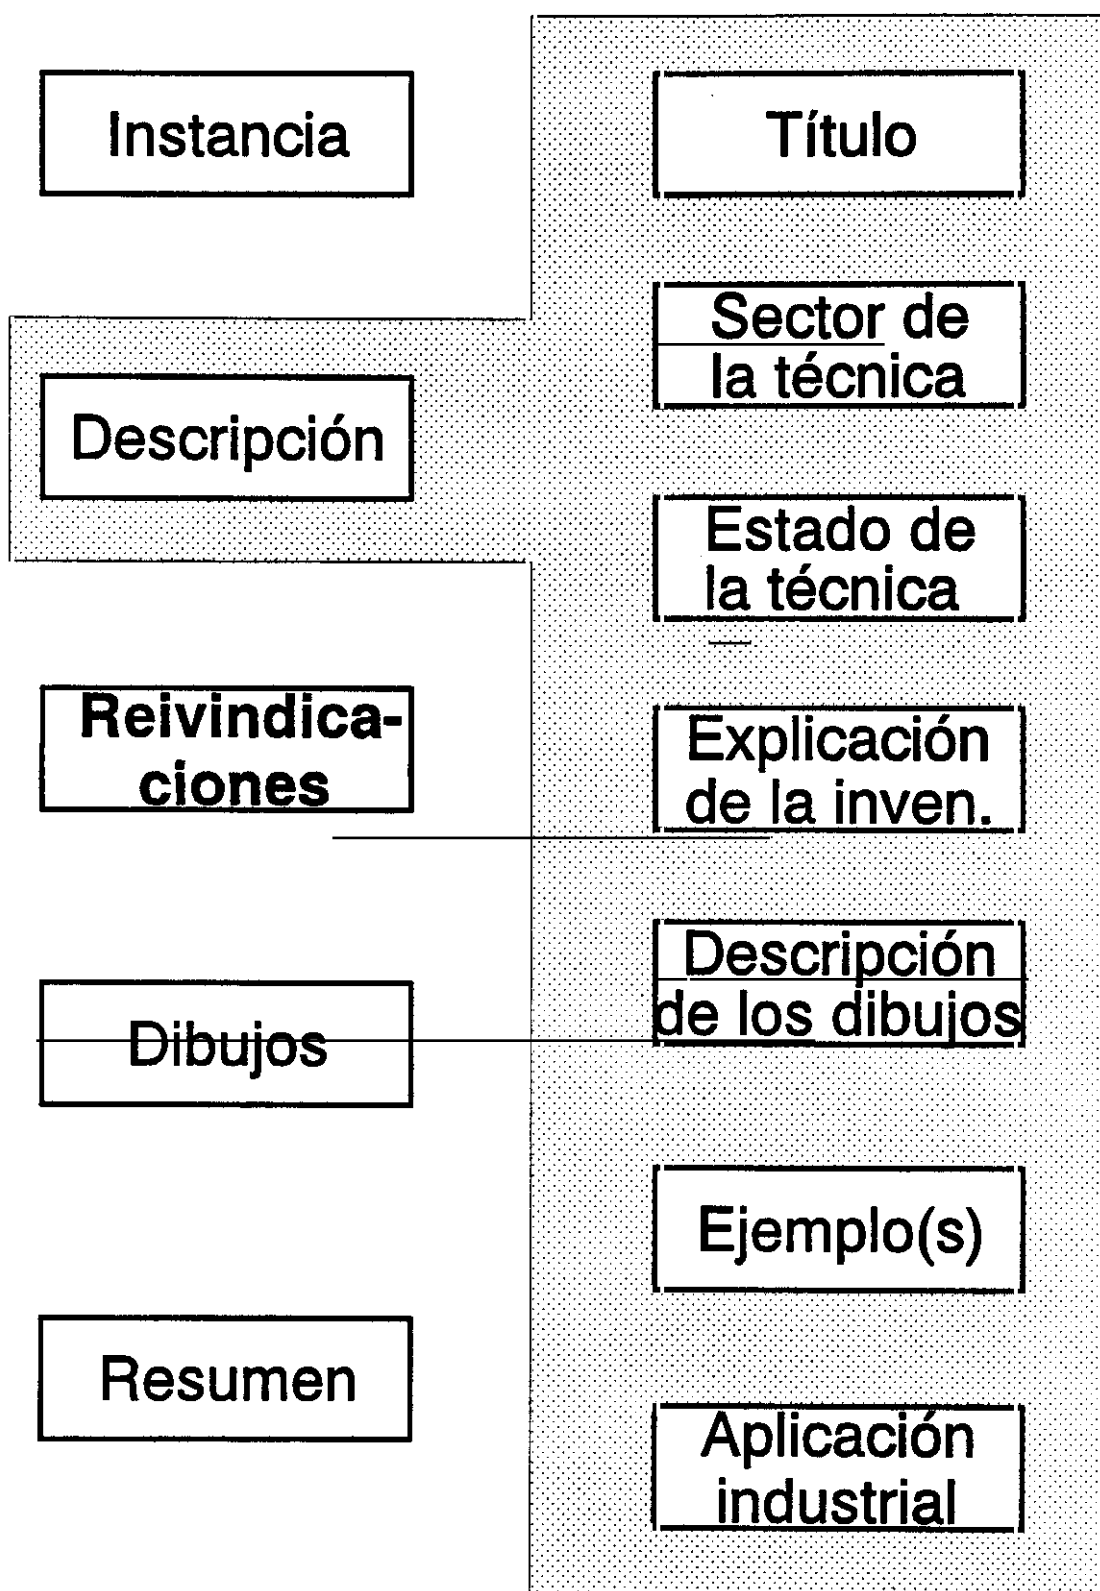 Instancia
Descripción
Reivindica-
ciones
Dibujos
Resumen
Título
Sector de
la técnica
Estado de
la técnica
Explicación
de la inven.
Descripción
de los dibujos
Ejemplo(s)
Aplicación
industrial